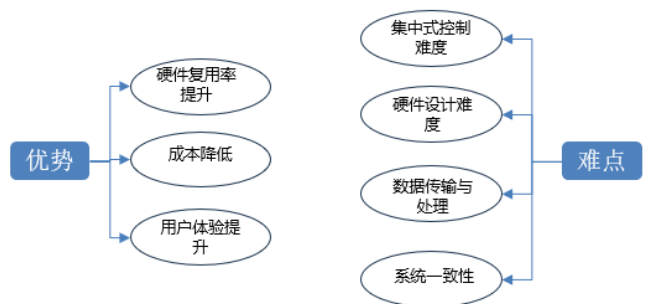 优势
硬件复用率
提升
成本降低
用户体验提
升
集中式控制
难度
硬件设计难
度
数据传输与
处理
系统一致性
难点